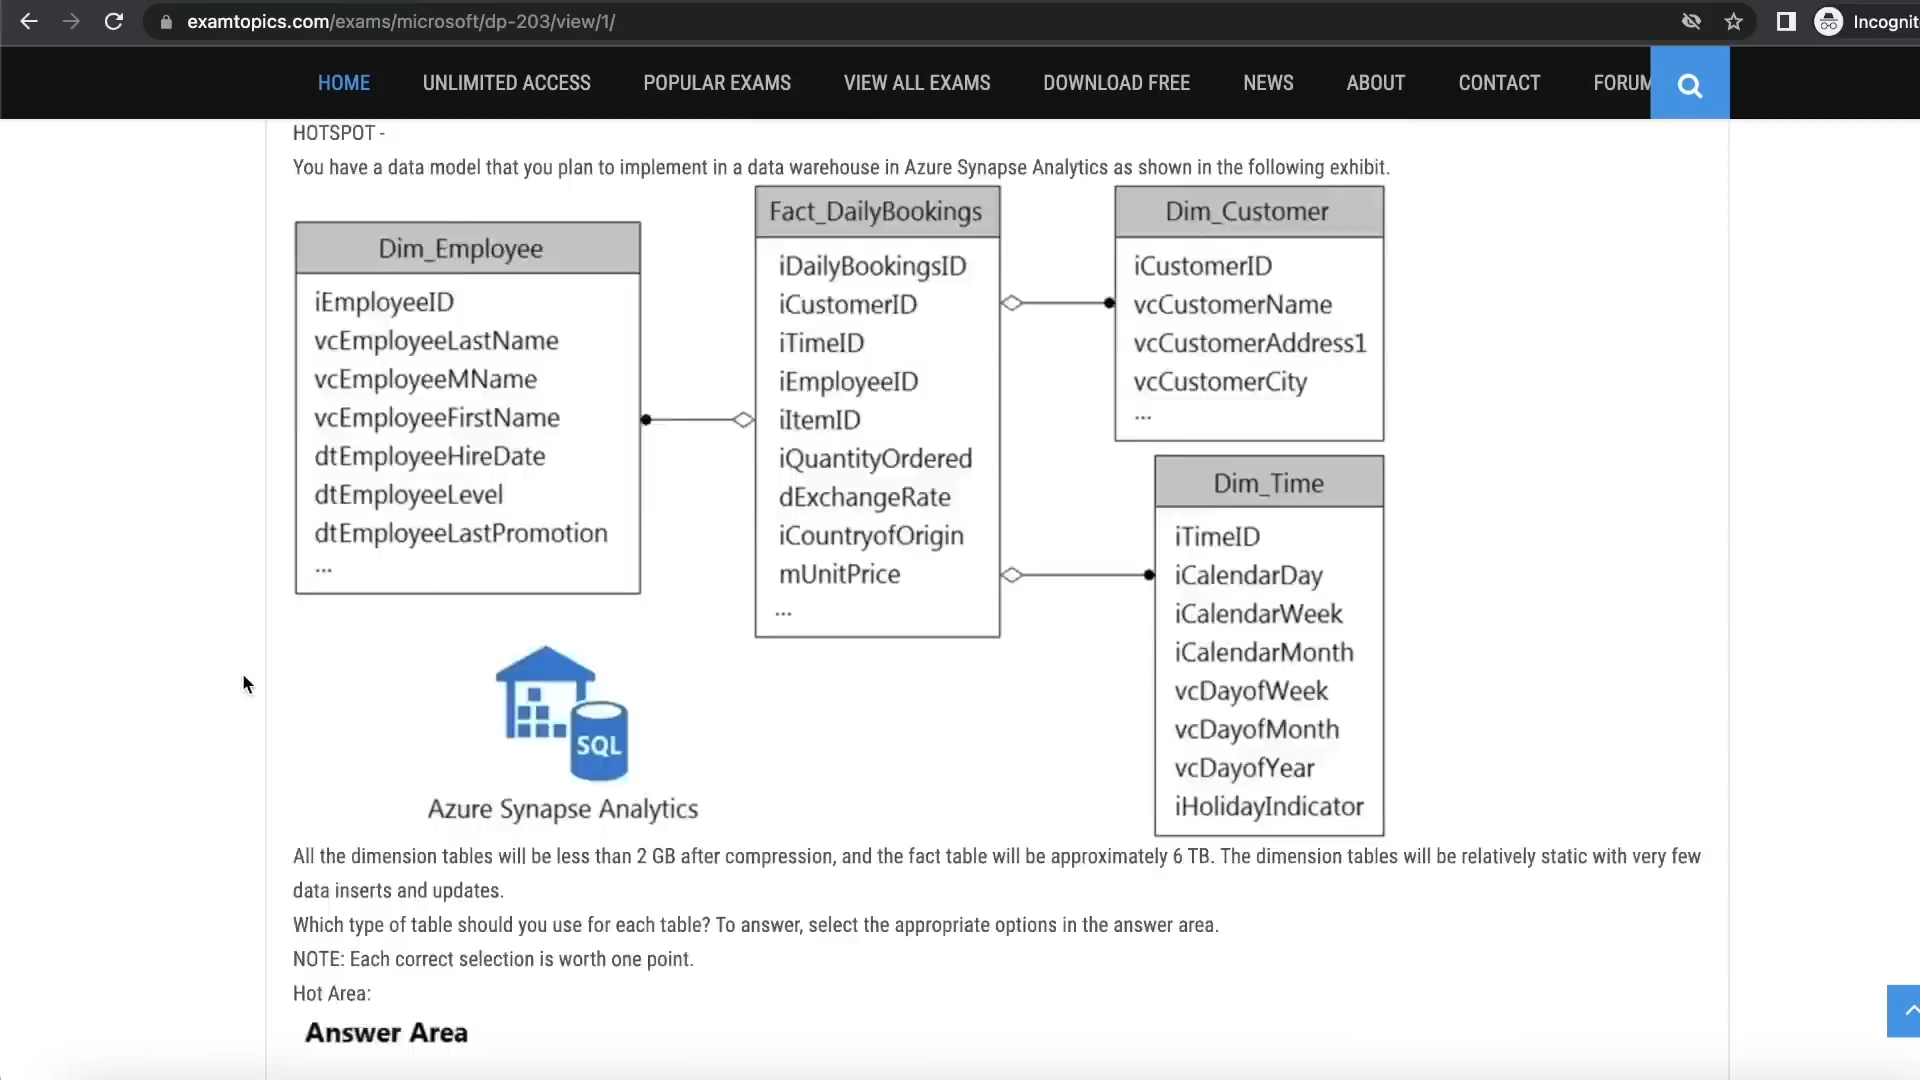 examtopics.com/exams/microsoft/dp-203/view/1/
Incognit
HOME UNLIMITED ACCESS POPULAR EXAMS VIEW ALL EXAMS DOWNLOAD FREE NEWS ABOUT CONTACT FORUM
HOTSPOT -
You have a data model that you plan to implement in a data warehouse in Azure Synapse Analytics as shown in the following exhibit.
Dim_Employee
iEmployeeID
vcEmployeeLastName
vcEmployeeMName
vcEmployeeFirstName
dtEmployeeHireDate
dtEmployeeLevel
dtEmployeeLastPromotion
...
Fact_DailyBookings
iDailyBookingsID
iCustomerID
iTimeID
iEmployeeID
iItemID
iQuantityOrdered
dExchangeRate
iCountryofOrigin
mUnitPrice
...
Dim_Customer
iCustomerID
vcCustomerName
vcCustomerAddress1
vcCustomerCity
...
Dim_Time
iTimeID
iCalendarDay
iCalendarWeek
iCalendarMonth
vcDayofWeek
vcDayofMonth
vcDayofYear
iHolidayIndicator
SQL
Azure Synapse Analytics
All the dimension tables will be less than 2 GB after compression, and the fact table will be approximately 6 TB. The dimension tables will be relatively static with very few
data inserts and updates.
Which type of table should you use for each table? To answer, select the appropriate options in the answer area.
NOTE: Each correct selection is worth one point.
Hot Area:
Answer Area